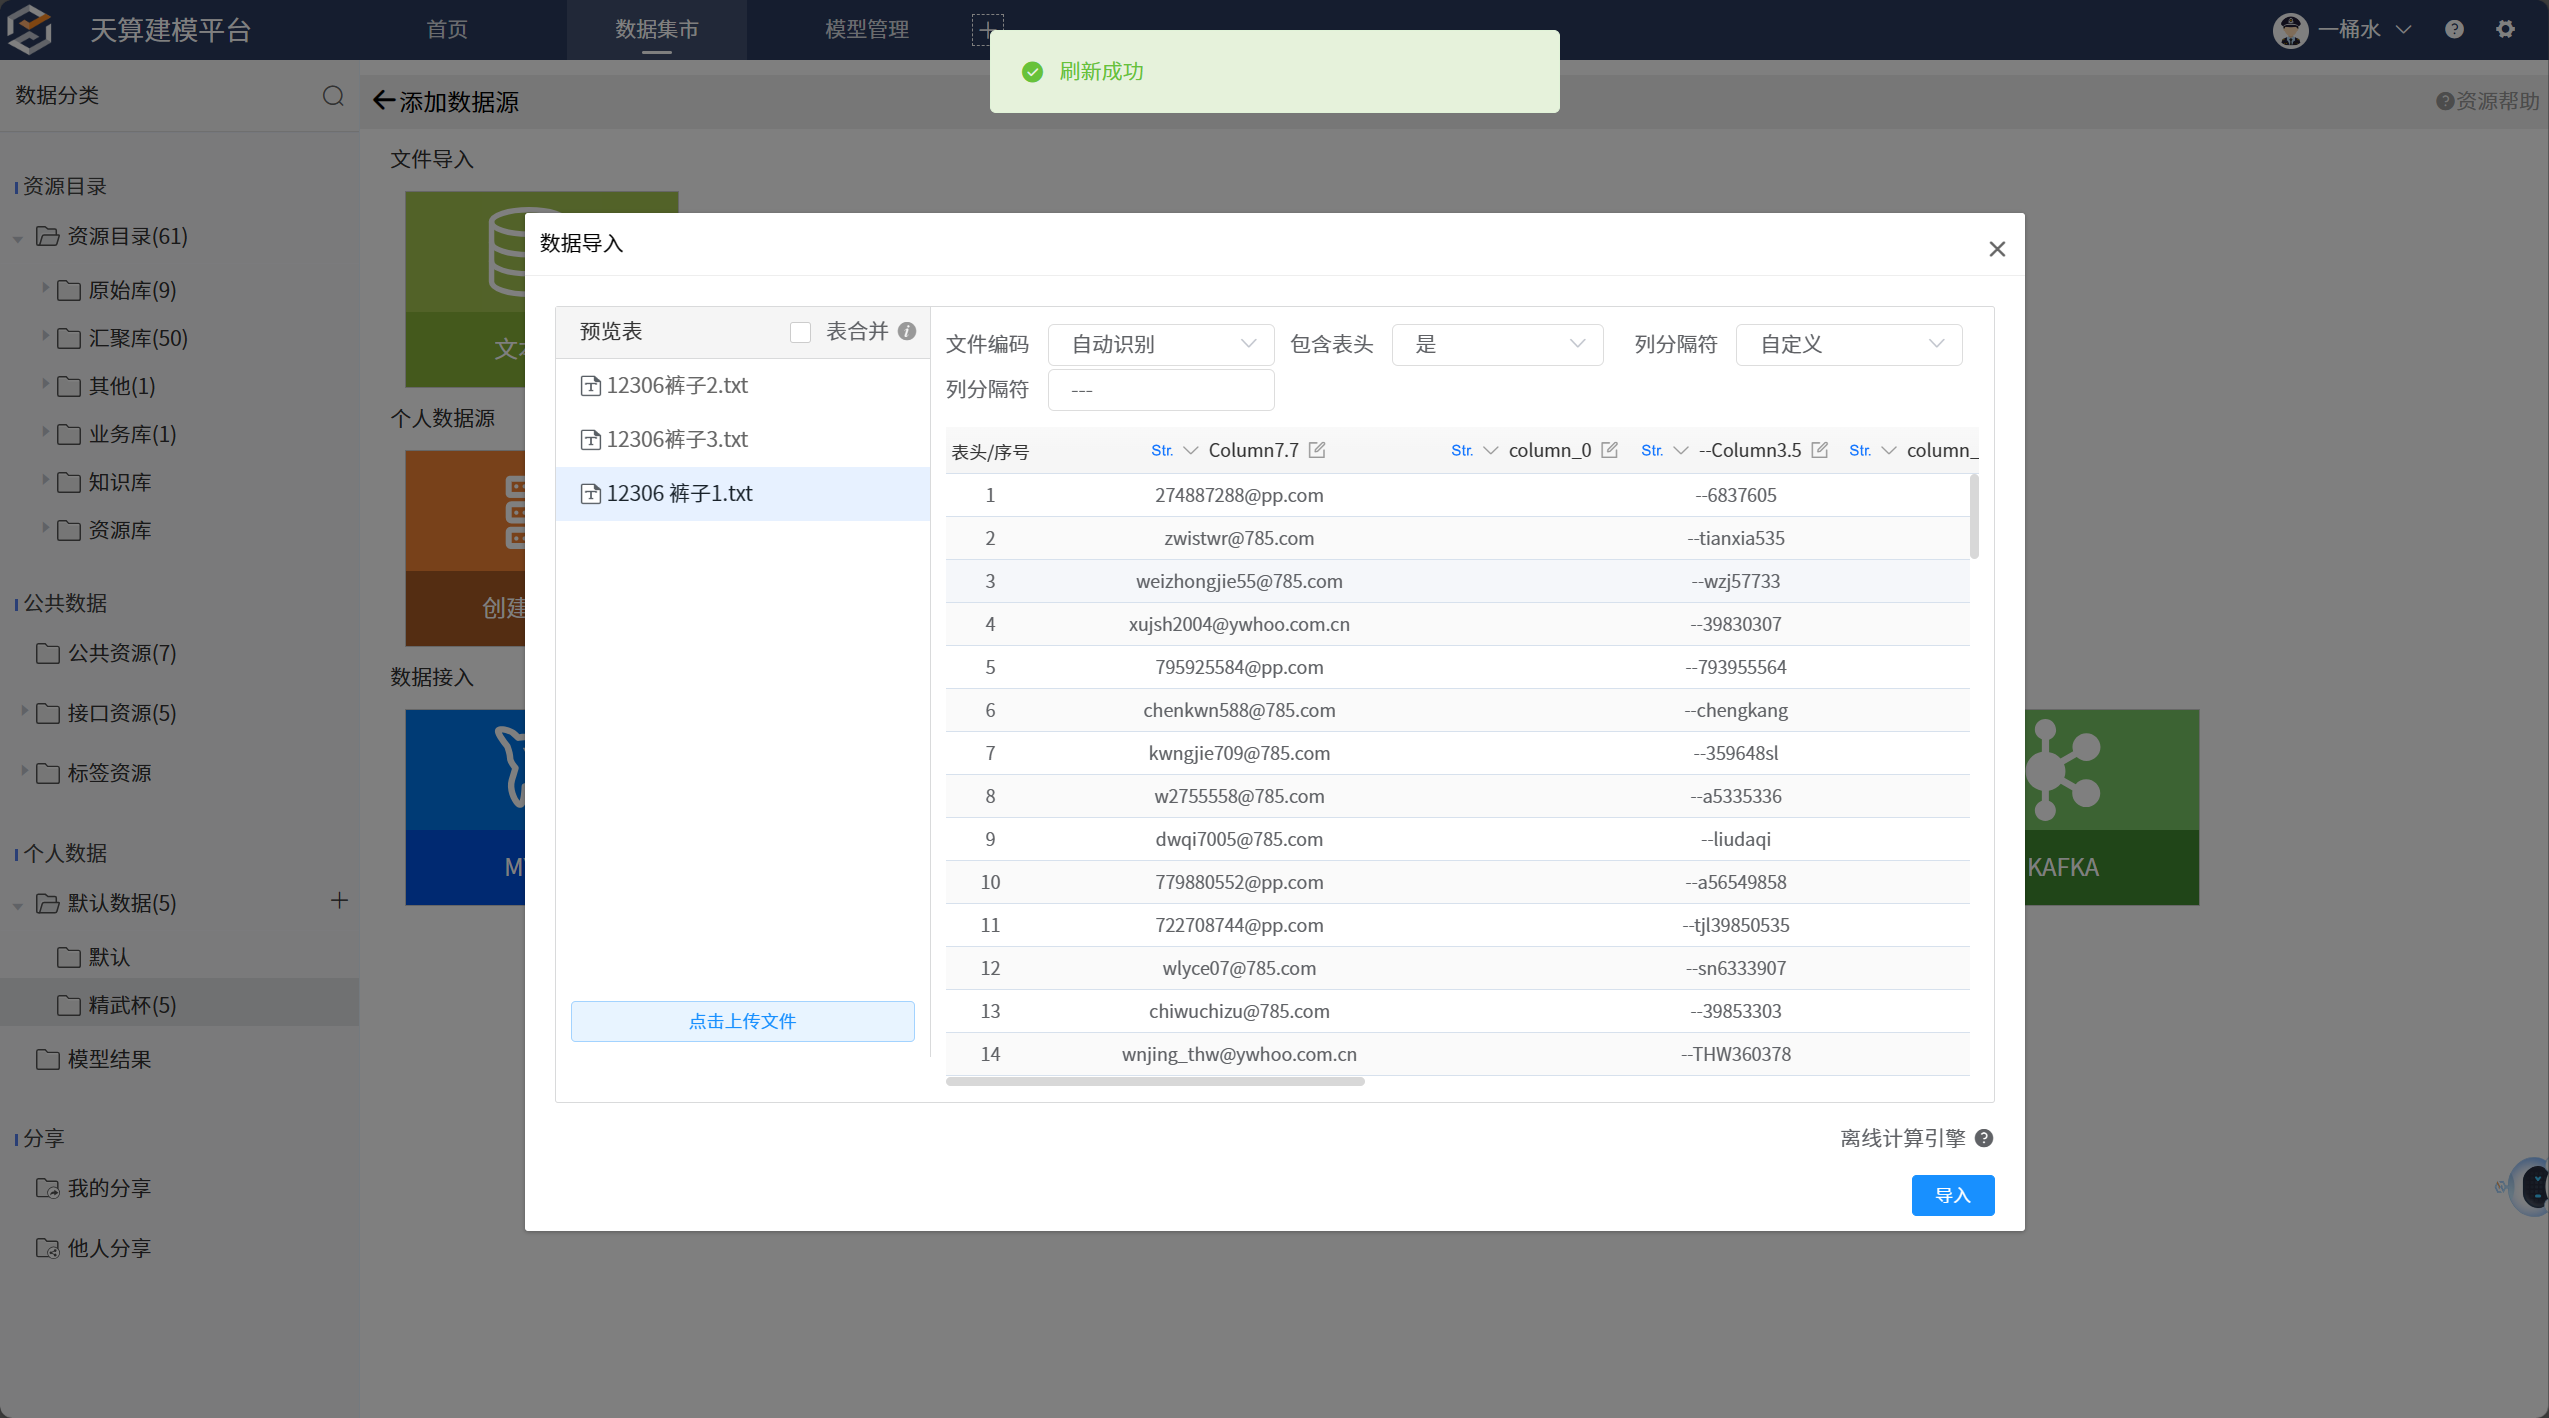 天算建模平台
首页
数据集市
模型管理
一桶水
刷新成功
数据分类
添加数据源
资源帮助
资源目录
资源目录(61)
原始库(9)
汇聚库(50)
其他(1)
业务库(1)
知识库
资源库
公共数据
公共资源(7)
接口资源(5)
标签资源
个人数据
默认数据(5)
默认
精武杯(5)
模型结果
分享
我的分享
他人分享
文件导入
个人数据源
创建
数据接入
KAFKA
数据导入
预览表
表合并
12306裤子2.txt
12306裤子3.txt
12306 裤子1.txt
点击上传文件
文件编码 自动识别 包含表头 是 列分隔符 自定义
列分隔符 ---
表头/序号 Str. Column7.7 Str. column_0 Str. --Column3.5 Str. column_
1 274887288@pp.com --6837605
2 zwistwr@785.com --tianxia535
3 weizhongjie55@785.com --wzj57733
4 xujsh2004@ywhoo.com.cn --39830307
5 795925584@pp.com --793955564
6 chenkwn588@785.com --chengkang
7 kwngjie709@785.com --359648sl
8 w2755558@785.com --a5335336
9 dwqi7005@785.com --liudaqi
10 779880552@pp.com --a56549858
11 722708744@pp.com --tjl39850535
12 wlyce07@785.com --sn6333907
13 chiwuchizu@785.com --39853303
14 wnjing_thw@ywhoo.com.cn --THW360378
离线计算引擎
导入